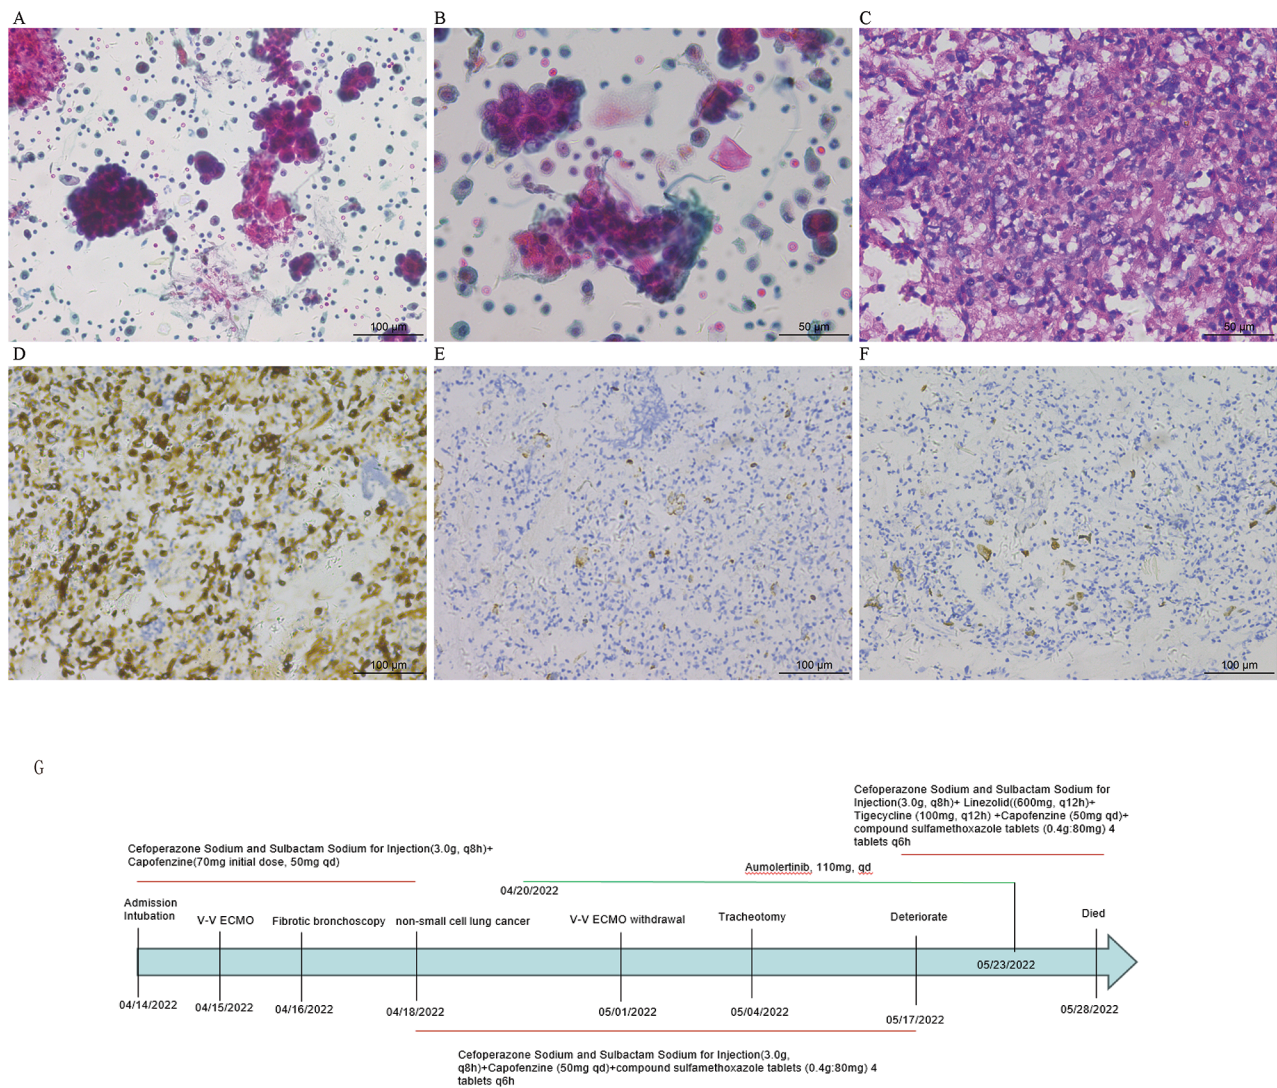 A
B
C
100 µm
50 µm
50 µm
D
E
F
100 µm
100 µm
100 µm
G
Cefoperazone Sodium and Sulbactam Sodium for
Injection(3.0g, q8h)+ Linezolid((600mg, q12h)+
Tigecycline (100mg, q12h) +Capofenzine (50mg qd)+
compound sulfamethoxazole tablets (0.4g:80mg) 4
tablets q6h
Cefoperazone Sodium and Sulbactam Sodium for Injection(3.0g, q8h)+
Capofenzine(70mg initial dose, 50mg qd)
Aumolertinib, 110mg, qd
04/20/2022
Admission
Intubation
V-V ECMO
Fibrotic bronchoscopy
non-small cell lung cancer
V-V ECMO withdrawal
Tracheotomy
Deteriorate
Died
05/23/2022
04/14/2022
04/15/2022
04/16/2022
04/18/2022
05/01/2022
05/04/2022
05/17/2022
05/28/2022
Cefoperazone Sodium and Sulbactam Sodium for Injection(3.0g,
q8h)+Capofenzine (50mg qd)+compound sulfamethoxazole tablets (0.4g:80mg) 4
tablets q6h